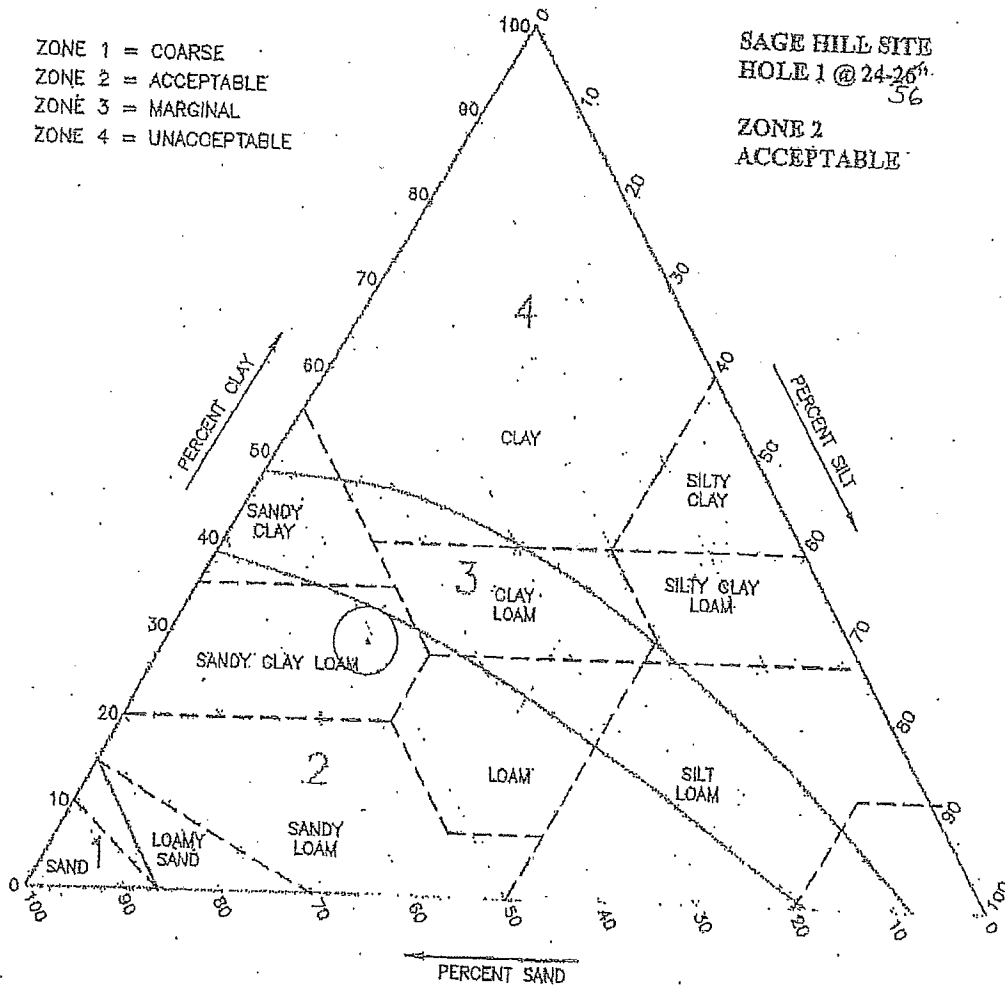 ZONE 1 = COARSE
ZONE 2 = ACCEPTABLE
ZONE 3 = MARGINAL
ZONE 4 = UNACCEPTABLE
SAGE HILL SITE
HOLE 1 @ 24-26"
56
ZONE 2
ACCEPTABLE
100
0
90
10
80
20
70
30
4
60
40
PERCENT CLAY
PERCENT SILT
CLAY
50
50
SILTY
CLAY
SANDY
CLAY
40
60
3
CLAY
LOAM
SILTY CLAY
LOAM
30
70
SANDY CLAY LOAM
20
80
2
LOAM
SILT
LOAM
10
90
SANDY
LOAM
LOAMY
SAND
SAND
1
0
100
100
90
80
70
60
50
40
30
20
10
0
PERCENT SAND